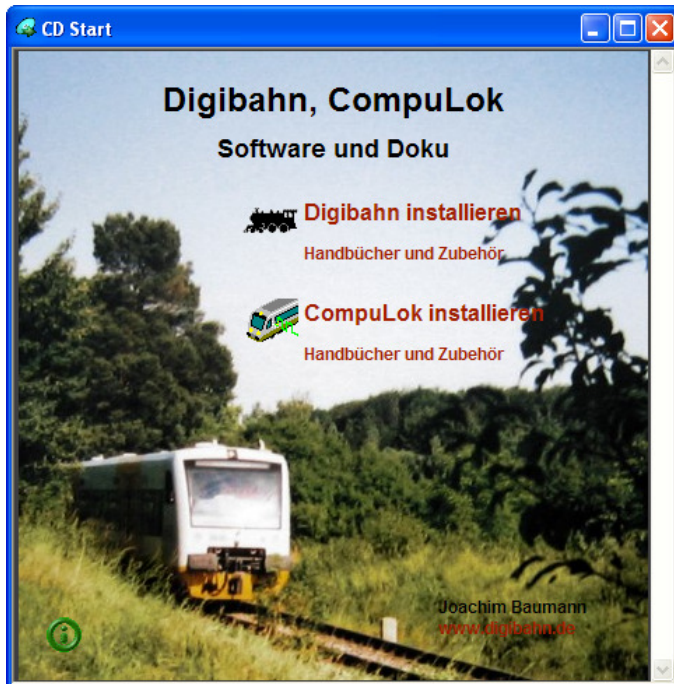 CD Start
Digibahn, CompuLok
Software und Doku
Digibahn installieren
Handbücher und Zubehör
CompuLok installieren
Handbücher und Zubehör
Joachim Baumann
www.digibahn.de